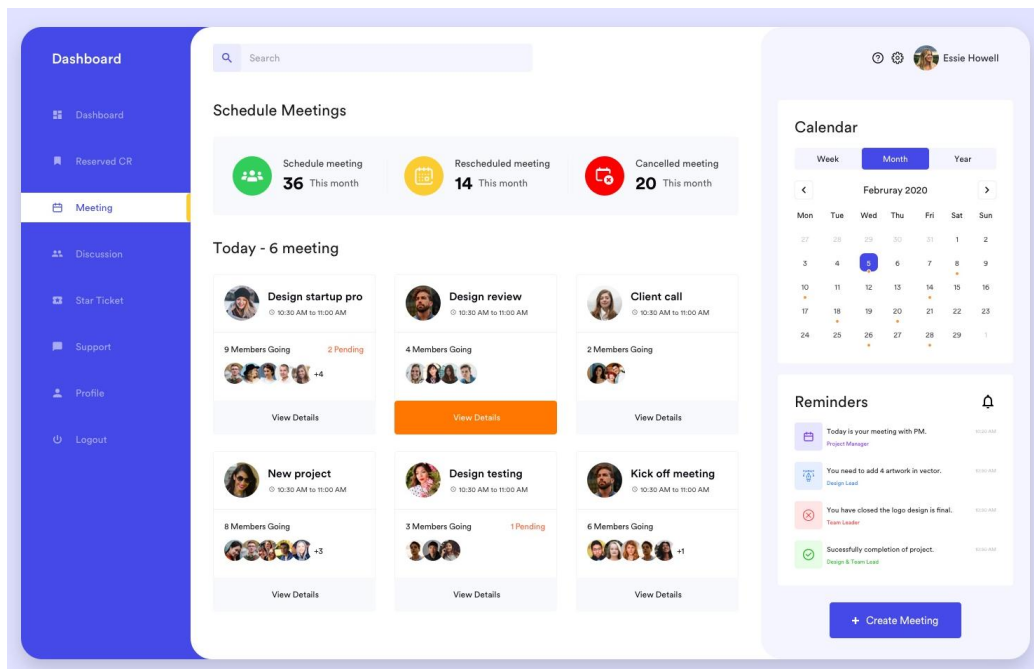 Dashboard
Dashboard
Reserved CR
Meeting
Discussion
Star Ticket
Support
Profile
Logout
Search
Schedule Meetings
Schedule meeting
36 This month
Rescheduled meeting
14 This month
Cancelled meeting
20 This month
Today - 6 meeting
Design startup pro
10:30 AM to 11:00 AM
9 Members Going 2 Pending
+4
View Details
Design review
10:30 AM to 11:00 AM
4 Members Going
View Details
Client call
10:30 AM to 11:00 AM
2 Members Going
View Details
New project
10:30 AM to 11:00 AM
8 Members Going
+3
View Details
Design testing
10:30 AM to 11:00 AM
3 Members Going 1 Pending
View Details
Kick off meeting
10:30 AM to 11:00 AM
6 Members Going
+1
View Details
Essie Howell
Calendar
Week Month Year
Februray 2020
Mon Tue Wed Thu Fri Sat Sun
27 28 29 30 31 1 2
3 4 5 6 7 8 9
10 11 12 13 14 15 16
17 18 19 20 21 22 23
24 25 26 27 28 29 1
Reminders
Today is your meeting with PM.
Project Manager
You need to add 4 artwork in vector.
Design Lead
You have closed the logo design is final.
Team Leader
Sucessfully completion of project.
Design & Team Lead
+ Create Meeting